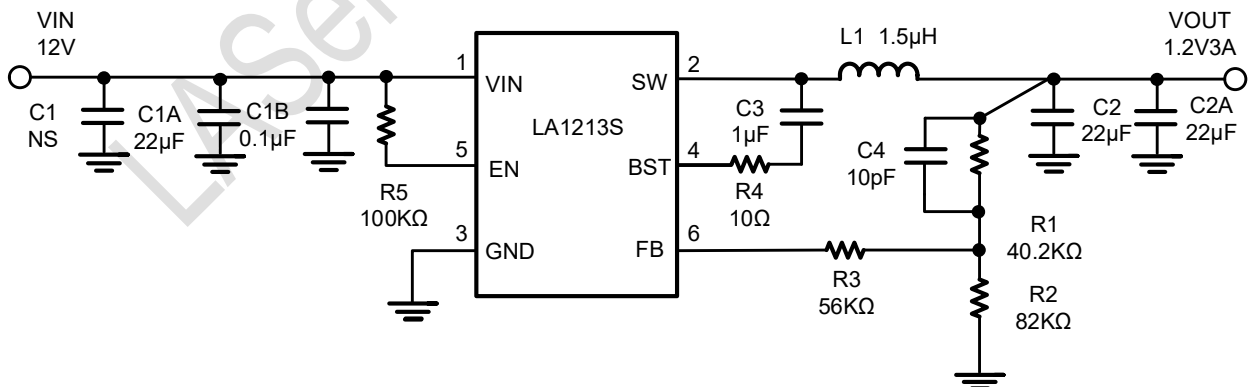 VIN
12V
C1
NS
C1A
22µF
C1B
0.1µF
R5
100KΩ
1
VIN
5
EN
3
GND
LA1213S
SW
2
BST
4
FB
6
L1 1.5µH
C3
1µF
R4
10Ω
C4
10pF
R3
56KΩ
R1
40.2KΩ
R2
82KΩ
C2
22µF
C2A
22µF
VOUT
1.2V3A
LASe